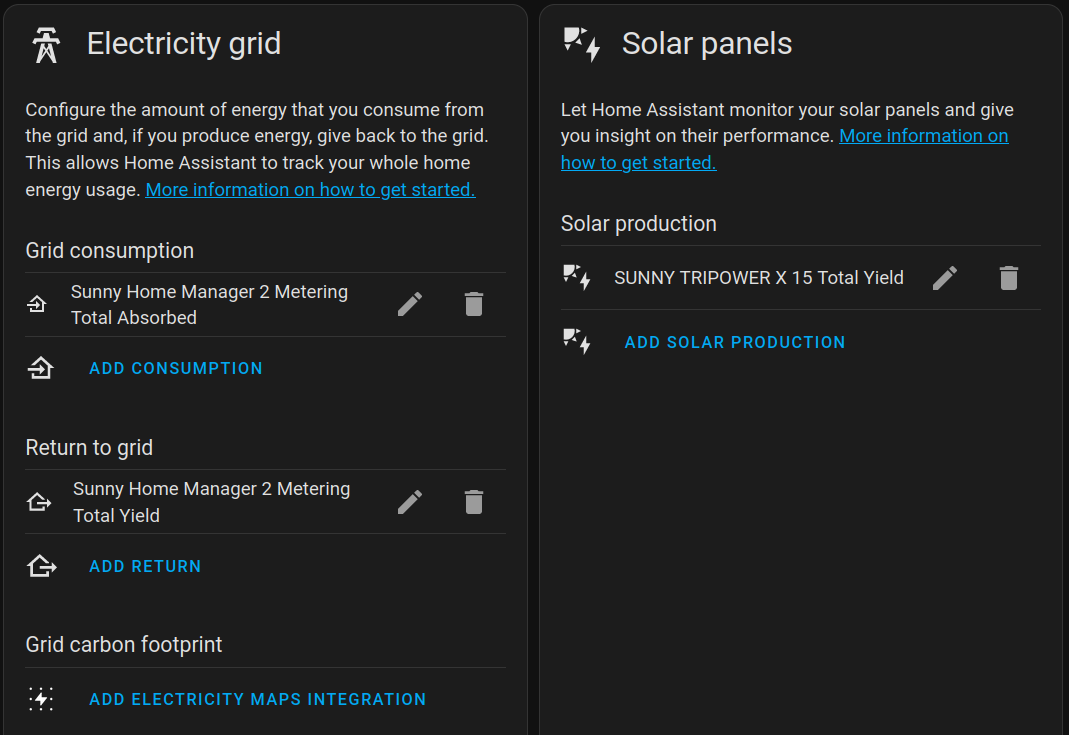 Electricity grid
Configure the amount of energy that you consume from
the grid and, if you produce energy, give back to the grid.
This allows Home Assistant to track your whole home
energy usage. More information on how to get started.
Grid consumption
Sunny Home Manager 2 Metering
Total Absorbed
ADD CONSUMPTION
Return to grid
Sunny Home Manager 2 Metering
Total Yield
ADD RETURN
Grid carbon footprint
ADD ELECTRICITY MAPS INTEGRATION
Solar panels
Let Home Assistant monitor your solar panels and give
you insight on their performance. More information on
how to get started.
Solar production
SUNNY TRIPOWER X 15 Total Yield
ADD SOLAR PRODUCTION